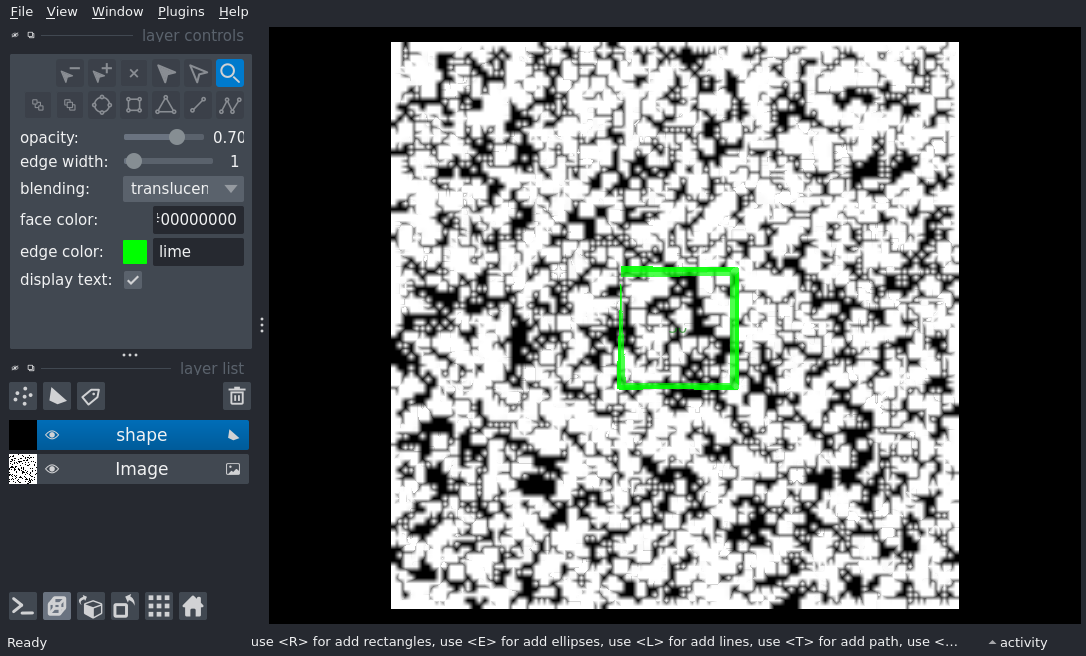 File View Window Plugins Help
layer controls
opacity: 0.70
edge width: 1
blending: translucen
face color: 00000000
edge color: lime
display text:
layer list
shape
Image
Ready use <R> for add rectangles, use <E> for add ellipses, use <L> for add lines, use <T> for add path, use <... activity